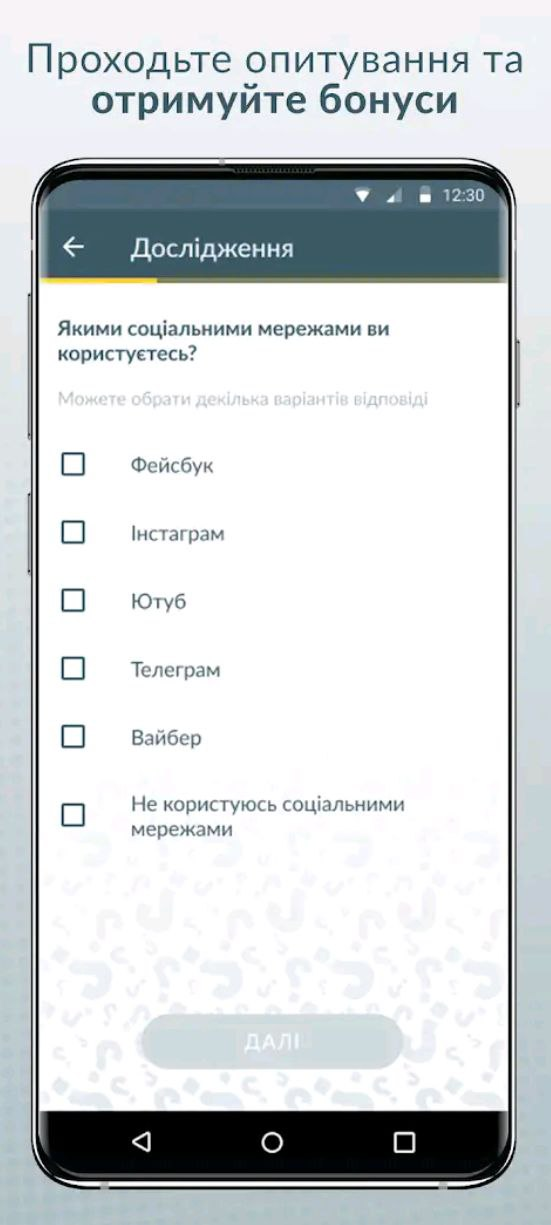 Проходьте опитування та
отримуйте бонуси
12:30
Дослідження
Якими соціальними мережами ви
користуєтесь?
Можете обрати декілька варіантів відповіді
Фейсбук
Інстаграм
Ютуб
Телеграм
Вайбер
Не користуюсь соціальними
мережами
ДАЛІ